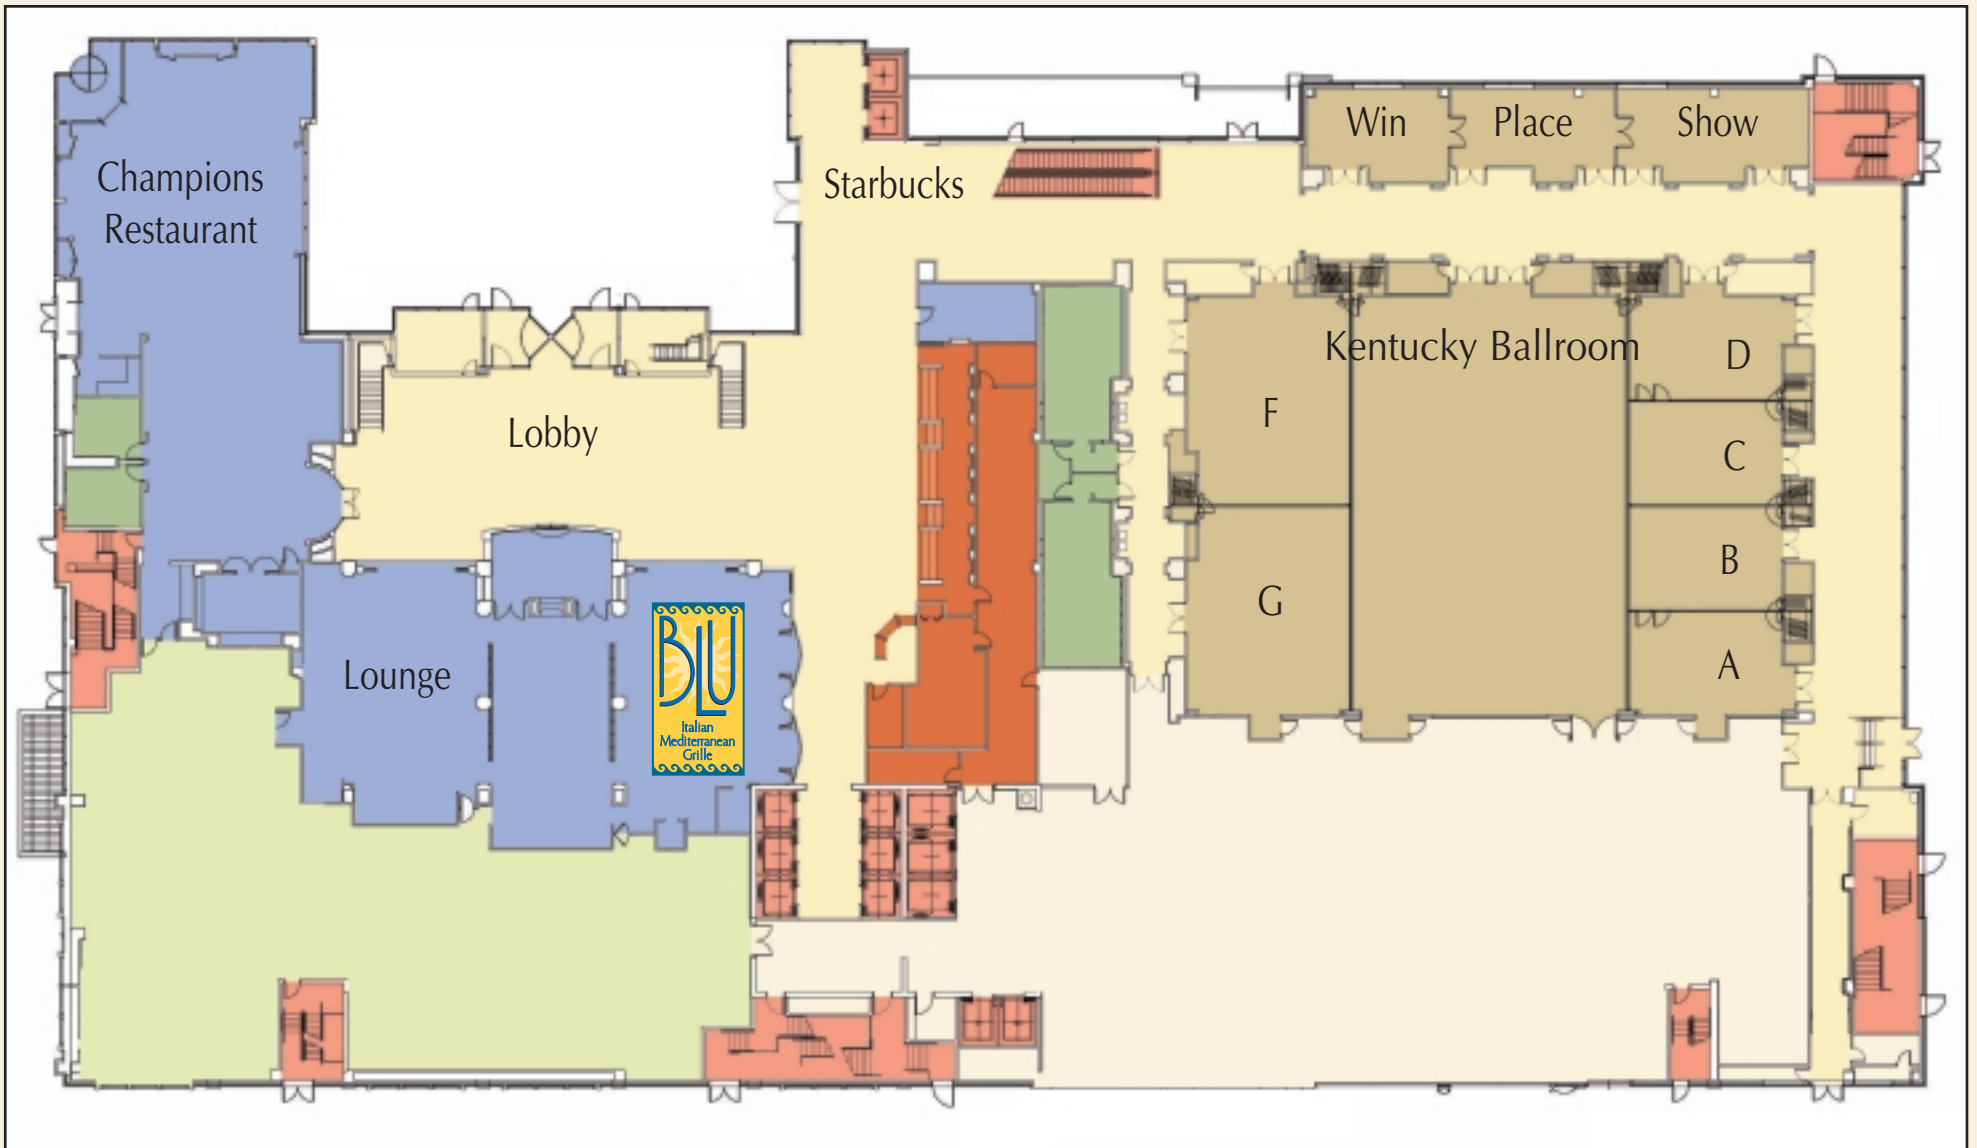 Win
Place
Show
Champions
Restaurant
Starbucks
Kentucky Ballroom
D
F
Lobby
C
B
G
A
Lounge
BLU
Italian
Mediterranean
Grille